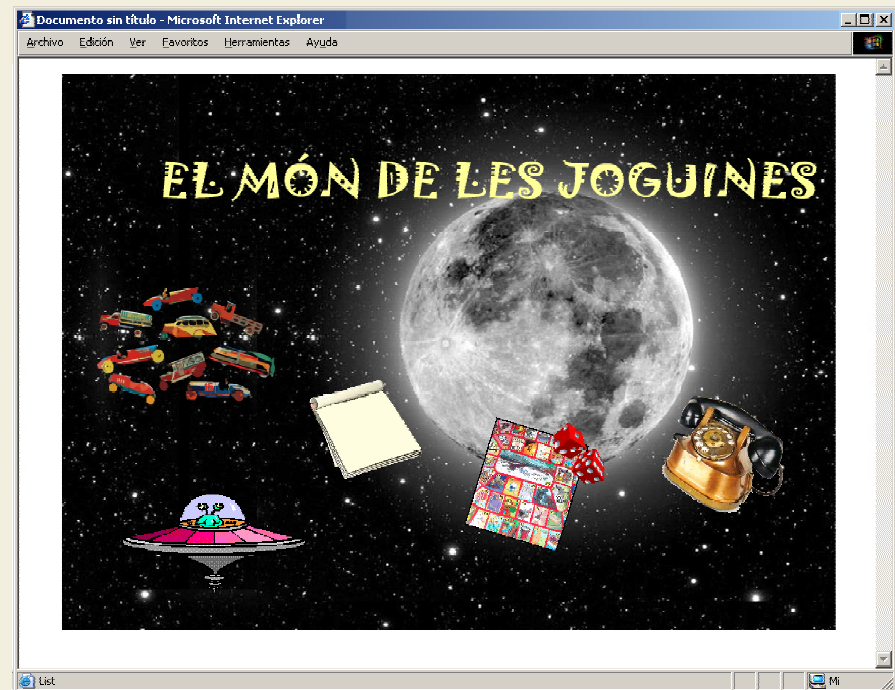 Documento sin título - Microsoft Internet Explorer
Archivo Edición Ver Favoritos Herramientas Ayuda
EL MÓN DE LES JOGUINES
List Mi